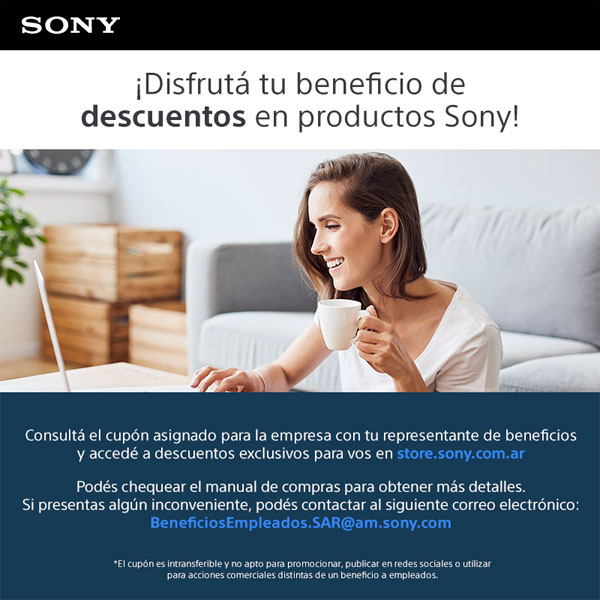 SONY
¡Disfrutá tu beneficio de
descuentos en productos Sony!
Consultá el cupón asignado para la empresa con tu representante de beneficios
y accedé a descuentos exclusivos para vos en store.sony.com.ar
Podés chequear el manual de compras para obtener más detalles.
Si presentas algún inconveniente, podés contactar al siguiente correo electrónico:
BeneficiosEmpleados.SAR@am.sony.com
*El cupón es intransferible y no apto para promocionar, publicar en redes sociales o utilizar
para acciones comerciales distintas de un beneficio a empleados.